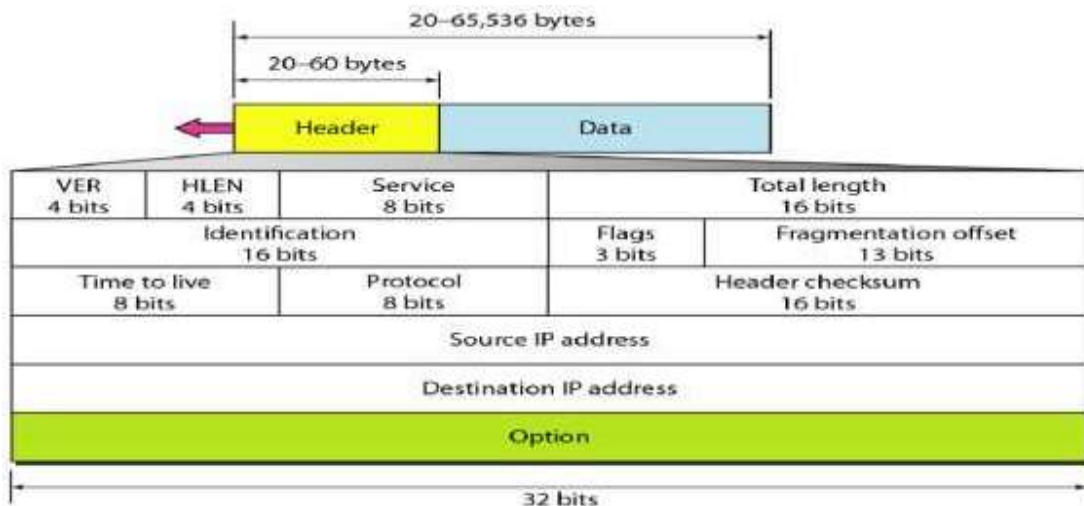 20–65,536 bytes
20–60 bytes
Header
Data
VER
4 bits
HLEN
4 bits
Service
8 bits
Total length
16 bits
Identification
16 bits
Flags
3 bits
Fragmentation offset
13 bits
Time to live
8 bits
Protocol
8 bits
Header checksum
16 bits
Source IP address
Destination IP address
Option
32 bits